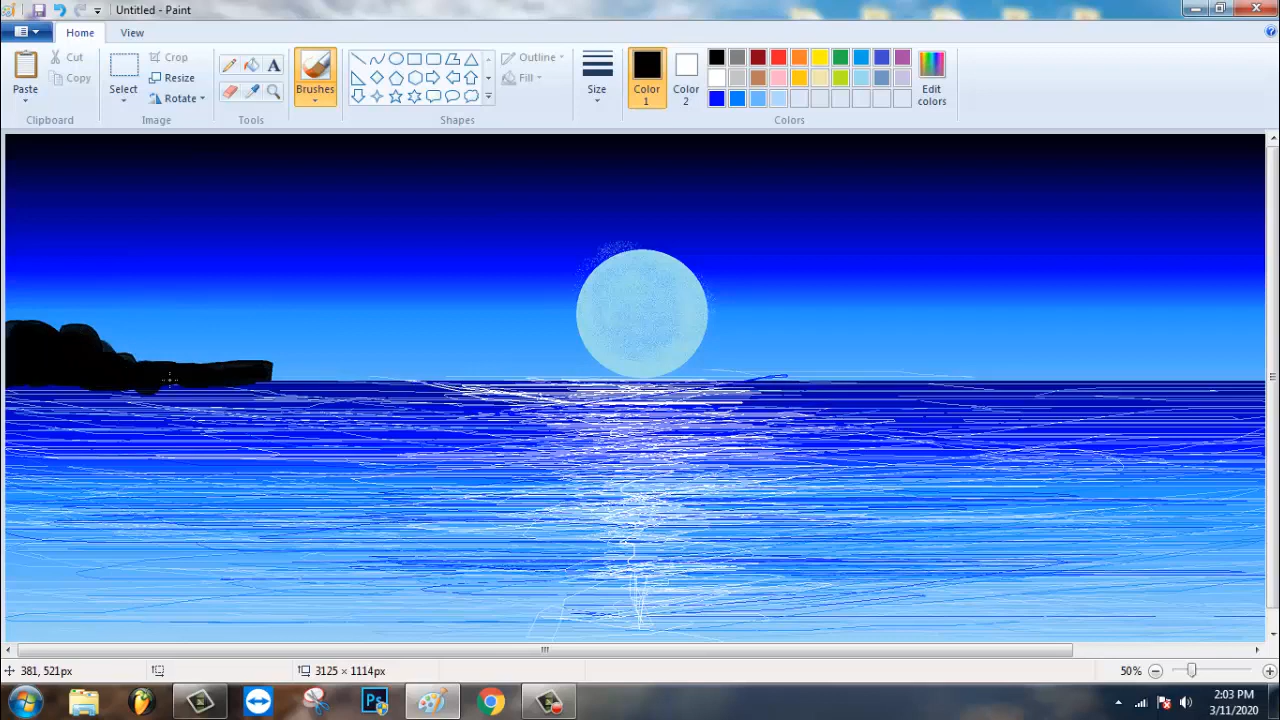 Untitled - Paint
Home
View
Paste
Cut
Copy
Clipboard
Select
Crop
Resize
Rotate
Image
Tools
Brushes
Shapes
Outline
Fill
Size
Color
1
Color
2
Edit
colors
Colors
381, 521px
3125 × 1114px
50%
Ps
2:03 PM
3/11/2020